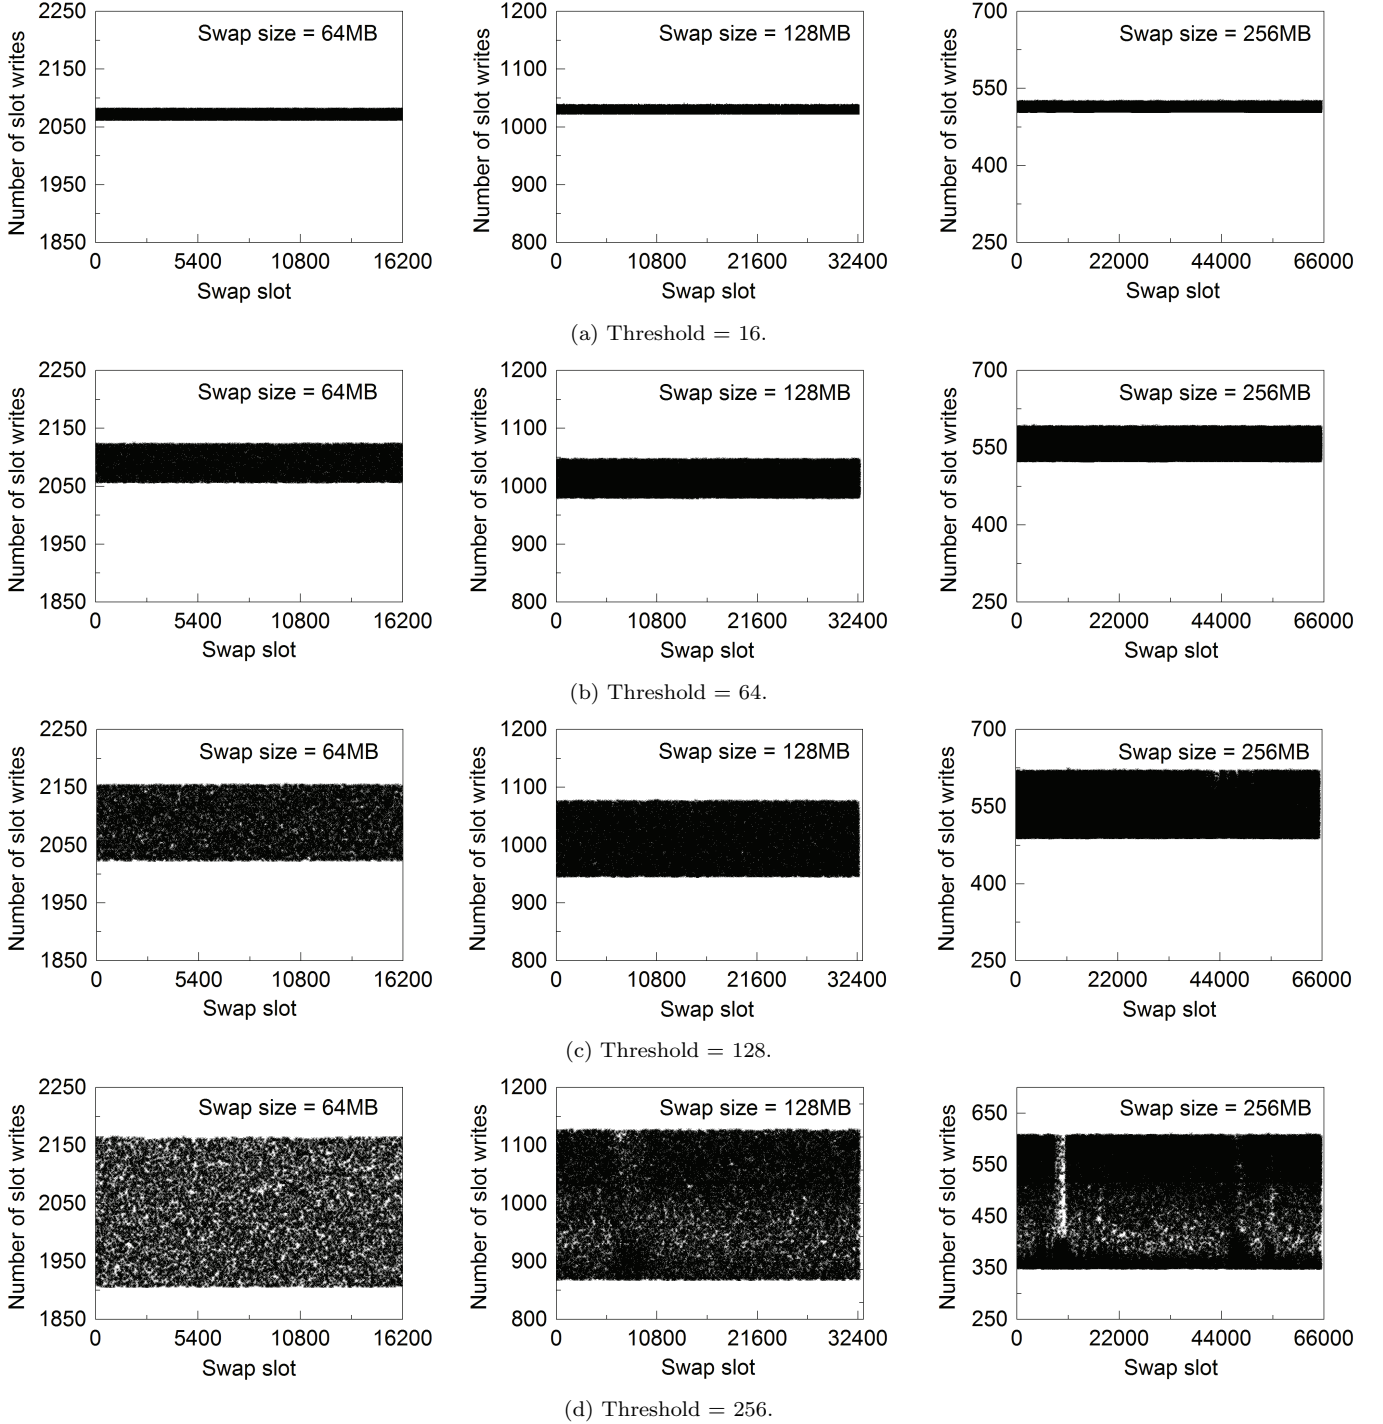 Number of slot writes
2250
2150
2050
1950
1850
Swap size = 64MB
0 5400 10800 16200
Swap slot
Number of slot writes
1200
1100
1000
900
800
Swap size = 128MB
0 10800 21600 32400
Swap slot
Number of slot writes
700
550
400
250
Swap size = 256MB
0 22000 44000 66000
Swap slot
(a) Threshold = 16.
Number of slot writes
2250
2150
2050
1950
1850
Swap size = 64MB
0 5400 10800 16200
Swap slot
Number of slot writes
1200
1100
1000
900
800
Swap size = 128MB
0 10800 21600 32400
Swap slot
Number of slot writes
700
550
400
250
Swap size = 256MB
0 22000 44000 66000
Swap slot
(b) Threshold = 64.
Number of slot writes
2250
2150
2050
1950
1850
Swap size = 64MB
0 5400 10800 16200
Swap slot
Number of slot writes
1200
1100
1000
900
800
Swap size = 128MB
0 10800 21600 32400
Swap slot
Number of slot writes
700
550
400
250
Swap size = 256MB
0 22000 44000 66000
Swap slot
(c) Threshold = 128.
Number of slot writes
2250
2150
2050
1950
1850
Swap size = 64MB
0 5400 10800 16200
Swap slot
Number of slot writes
1200
1100
1000
900
800
Swap size = 128MB
0 10800 21600 32400
Swap slot
Number of slot writes
650
550
450
350
250
Swap size = 256MB
0 22000 44000 66000
Swap slot
(d) Threshold = 256.